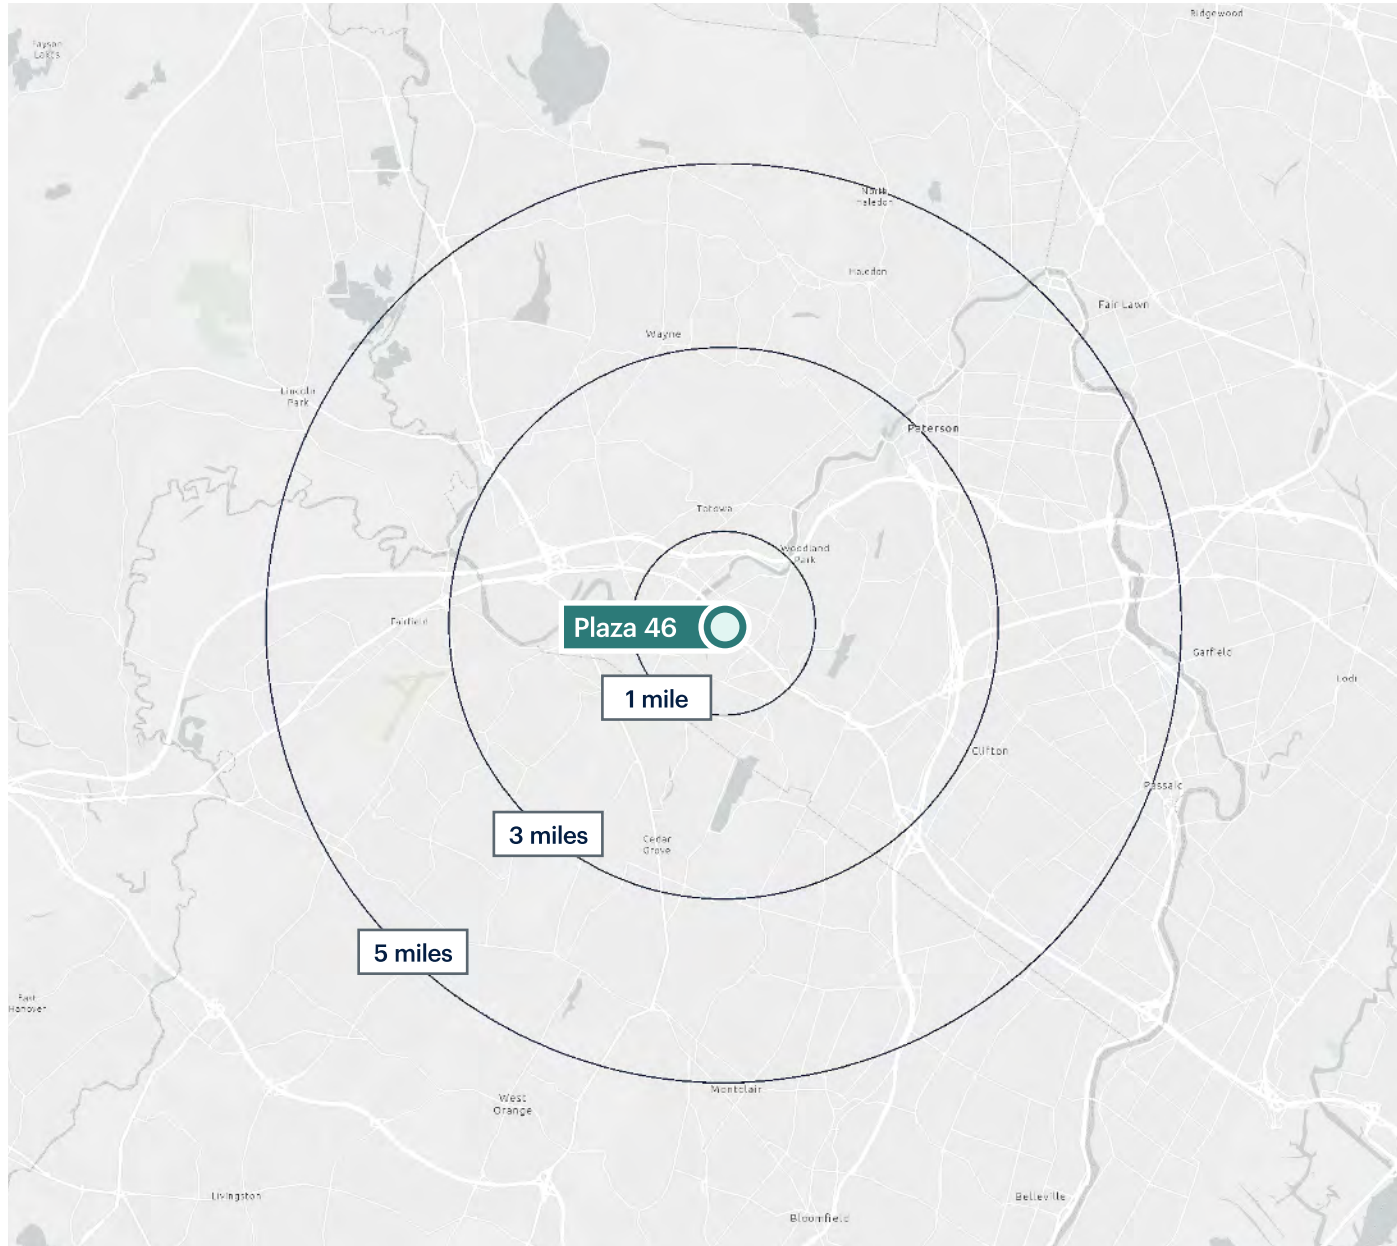 Ridgewood
Lakes
North
Haledon
Haledon
Fair Lawn
Wayne
Lincoln
Park
Paterson
Totowa
Woodland
Park
Fairfield
Plaza 46
Garfield
Lodi
1 mile
Clifton
Passaic
3 miles
Cedar
Grove
5 miles
East
Hanover
Montclair
West
Orange
Livingston
Belleville
Bloomfield